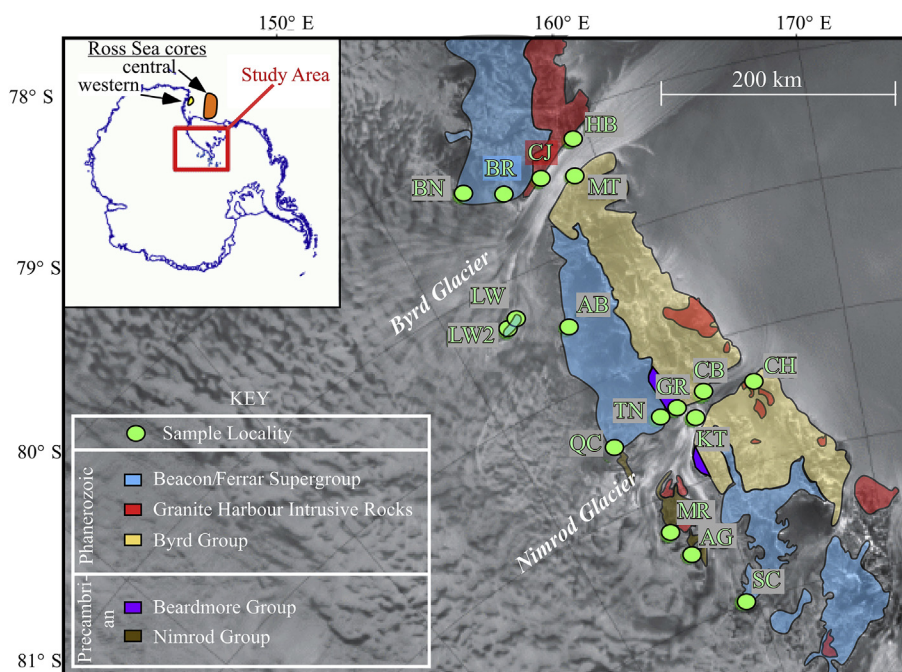 150° E
160° E
170° E
78° S
79° S
80° S
81° S
Ross Sea cores
central
western
Study Area
200 km
HB
CJ
BR
BN
MT
Byrd Glacier
LW
LW2
AB
CB
CH
GR
TN
KT
QC
Nimrod Glacier
MR
AG
SC
KEY
Sample Locality
Phanerozoic
Beacon/Ferrar Supergroup
Granite Harbour Intrusive Rocks
Byrd Group
Precambri-
an
Beardmore Group
Nimrod Group